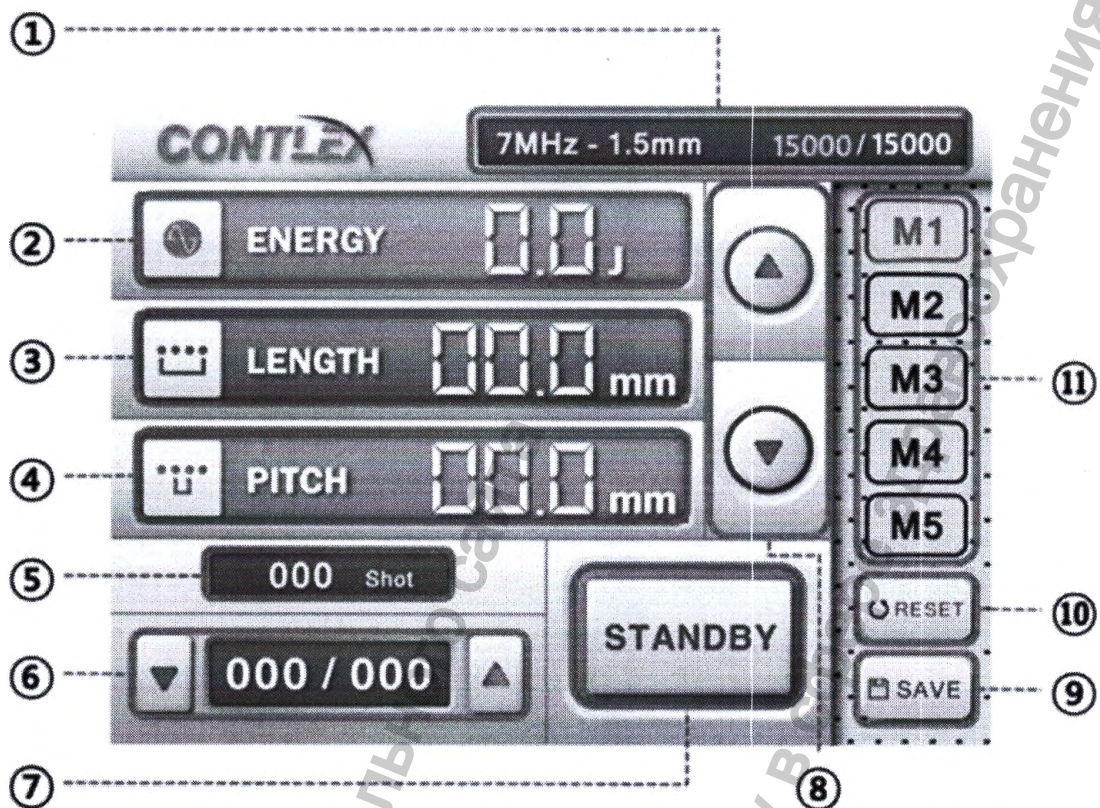 ①
CONTLEX
7MHz - 1.5mm 15000/15000
② ENERGY 0.0 J
③ LENGTH 00.0 mm
④ PITCH 00.0 mm
⑤ 000 Shot
⑥ 000 / 000
STANDBY
M1
M2
M3
M4
M5
⑪
RESET ⑩
SAVE ⑨
⑦
⑧